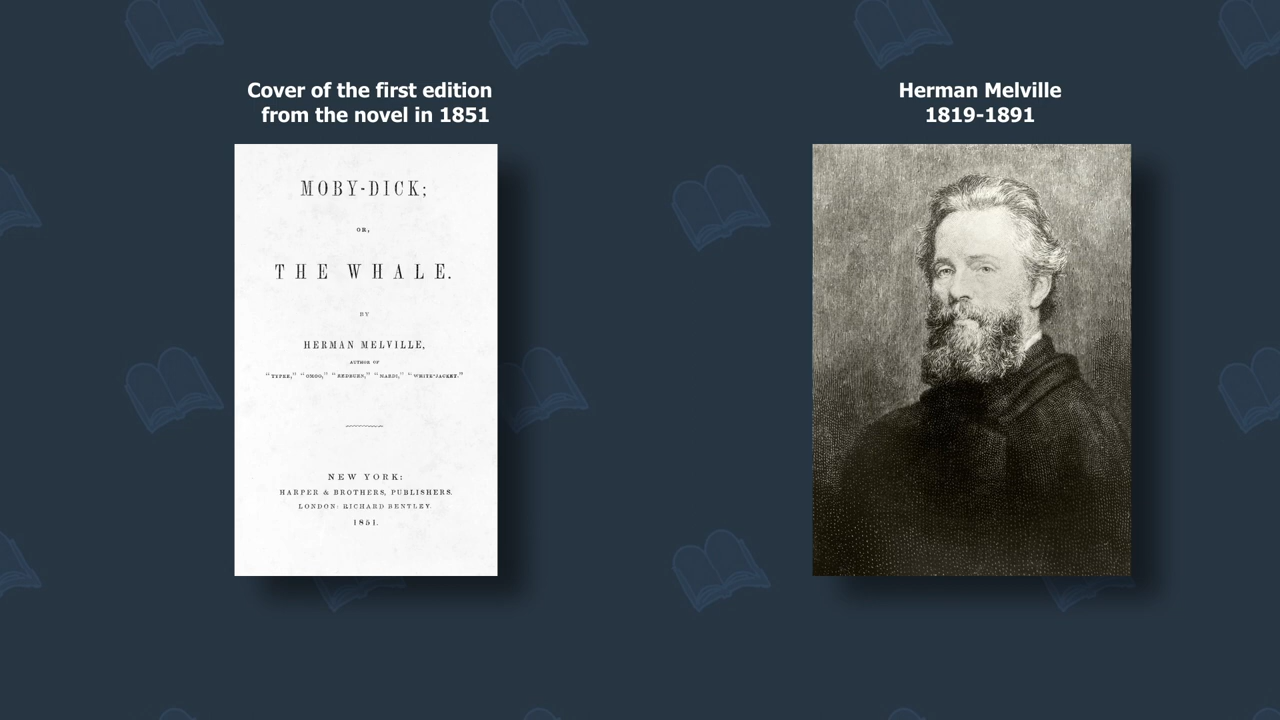 Cover of the first edition
from the novel in 1851
MOBY-DICK;
OR,
THE WHALE.
BY
HERMAN MELVILLE,
AUTHOR OF
"TYPEE," "OMOO," "REDBURN," "MARDI," "WHITE-JACKET."
NEW YORK:
HARPER & BROTHERS, PUBLISHERS.
LONDON: RICHARD BENTLEY.
1851.
Herman Melville
1819-1891